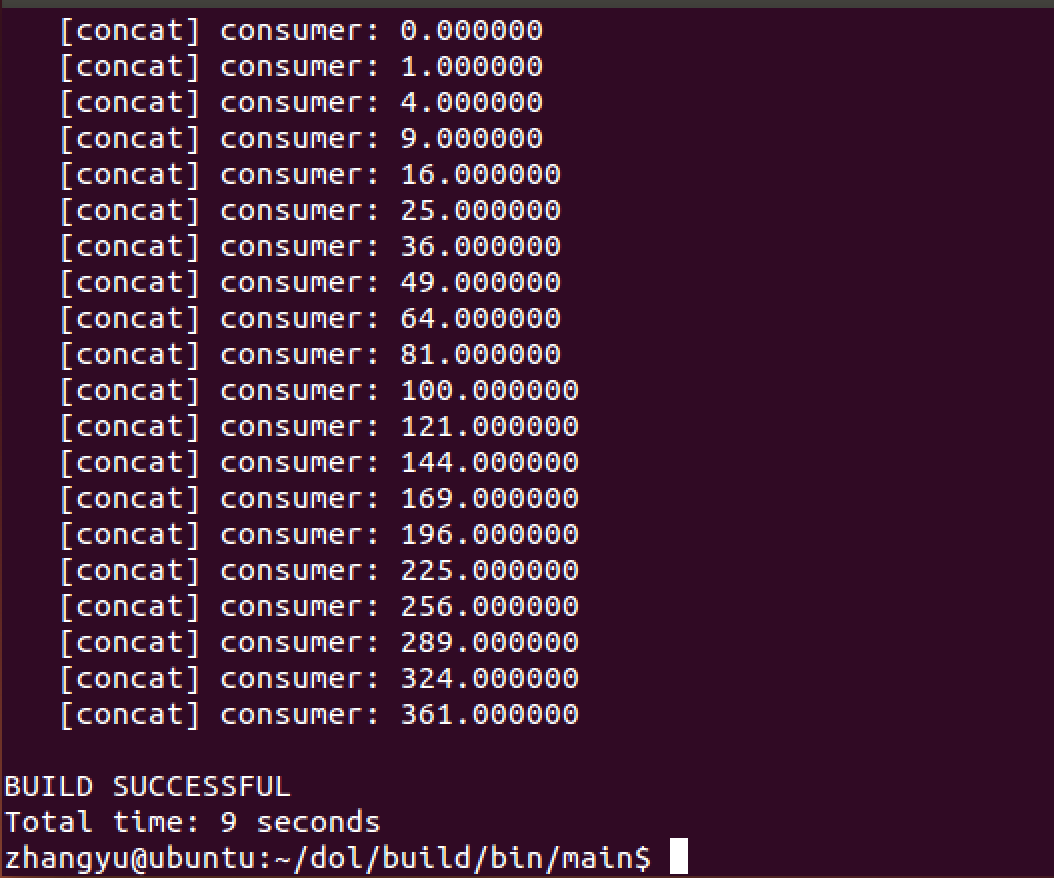 [concat] consumer: 0.000000
[concat] consumer: 1.000000
[concat] consumer: 4.000000
[concat] consumer: 9.000000
[concat] consumer: 16.000000
[concat] consumer: 25.000000
[concat] consumer: 36.000000
[concat] consumer: 49.000000
[concat] consumer: 64.000000
[concat] consumer: 81.000000
[concat] consumer: 100.000000
[concat] consumer: 121.000000
[concat] consumer: 144.000000
[concat] consumer: 169.000000
[concat] consumer: 196.000000
[concat] consumer: 225.000000
[concat] consumer: 256.000000
[concat] consumer: 289.000000
[concat] consumer: 324.000000
[concat] consumer: 361.000000
BUILD SUCCESSFUL
Total time: 9 seconds
zhangyu@ubuntu:~/dol/build/bin/main$